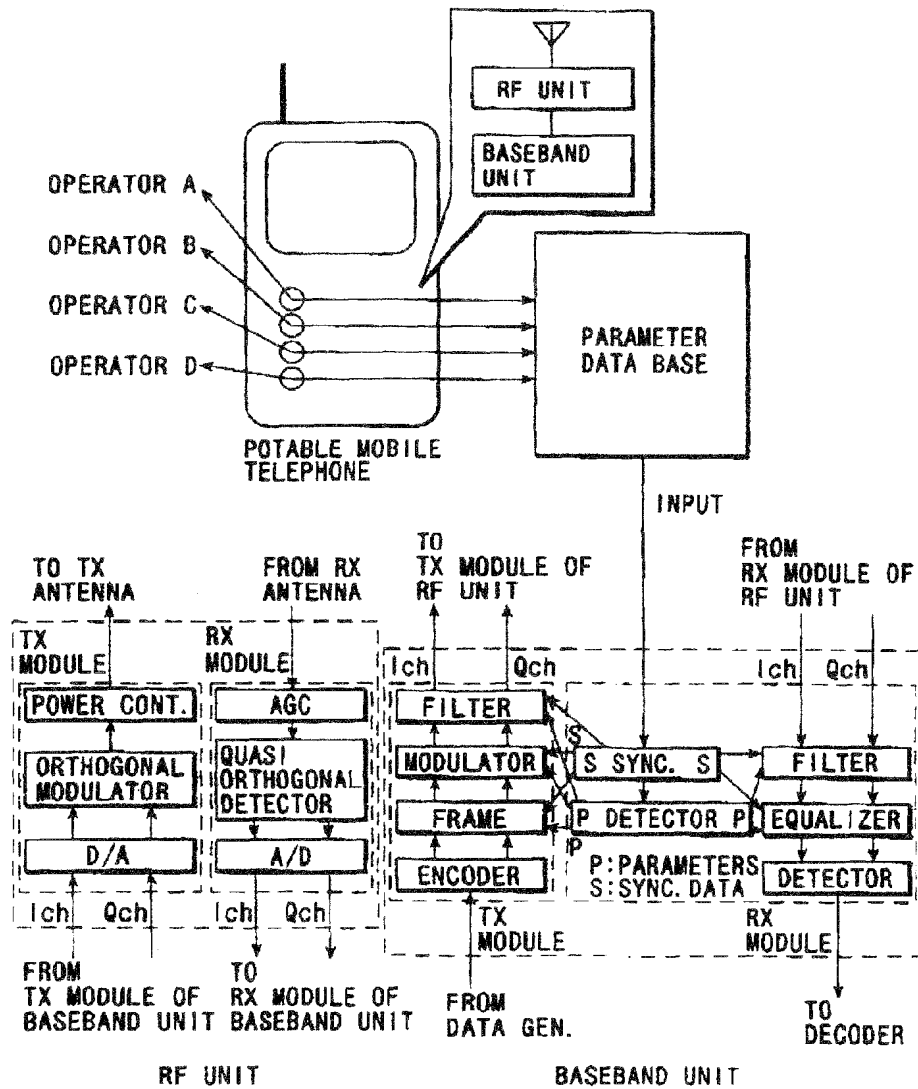 RF UNIT
BASEBAND
UNIT
OPERATOR A
OPERATOR B
OPERATOR C
OPERATOR D
PARAMETER
DATA BASE
POTABLE MOBILE
TELEPHONE
INPUT
TO TX
ANTENNA
FROM RX
ANTENNA
TO
TX MODULE OF
RF UNIT
FROM
RX MODULE OF
RF UNIT
TX
MODULE
RX
MODULE
Ich
Qch
Ich
Qch
POWER CONT.
AGC
FILTER
S
ORTHOGONAL
MODULATOR
QUASI
ORTHOGONAL
DETECTOR
MODULATOR
S SYNC. S
FILTER
FRAME
P DETECTOR P
EQUALIZER
D/A
A/D
P
ENCODER
P:PARAMETERS
S:SYNC.DATA
DETECTOR
Ich
Qch
Ich
Qch
TX
MODULE
RX
MODULE
FROM
TX MODULE OF
BASEBAND UNIT
TO
RX MODULE OF
BASEBAND UNIT
FROM
DATA GEN.
TO
DECODER
RF UNIT
BASEBAND UNIT